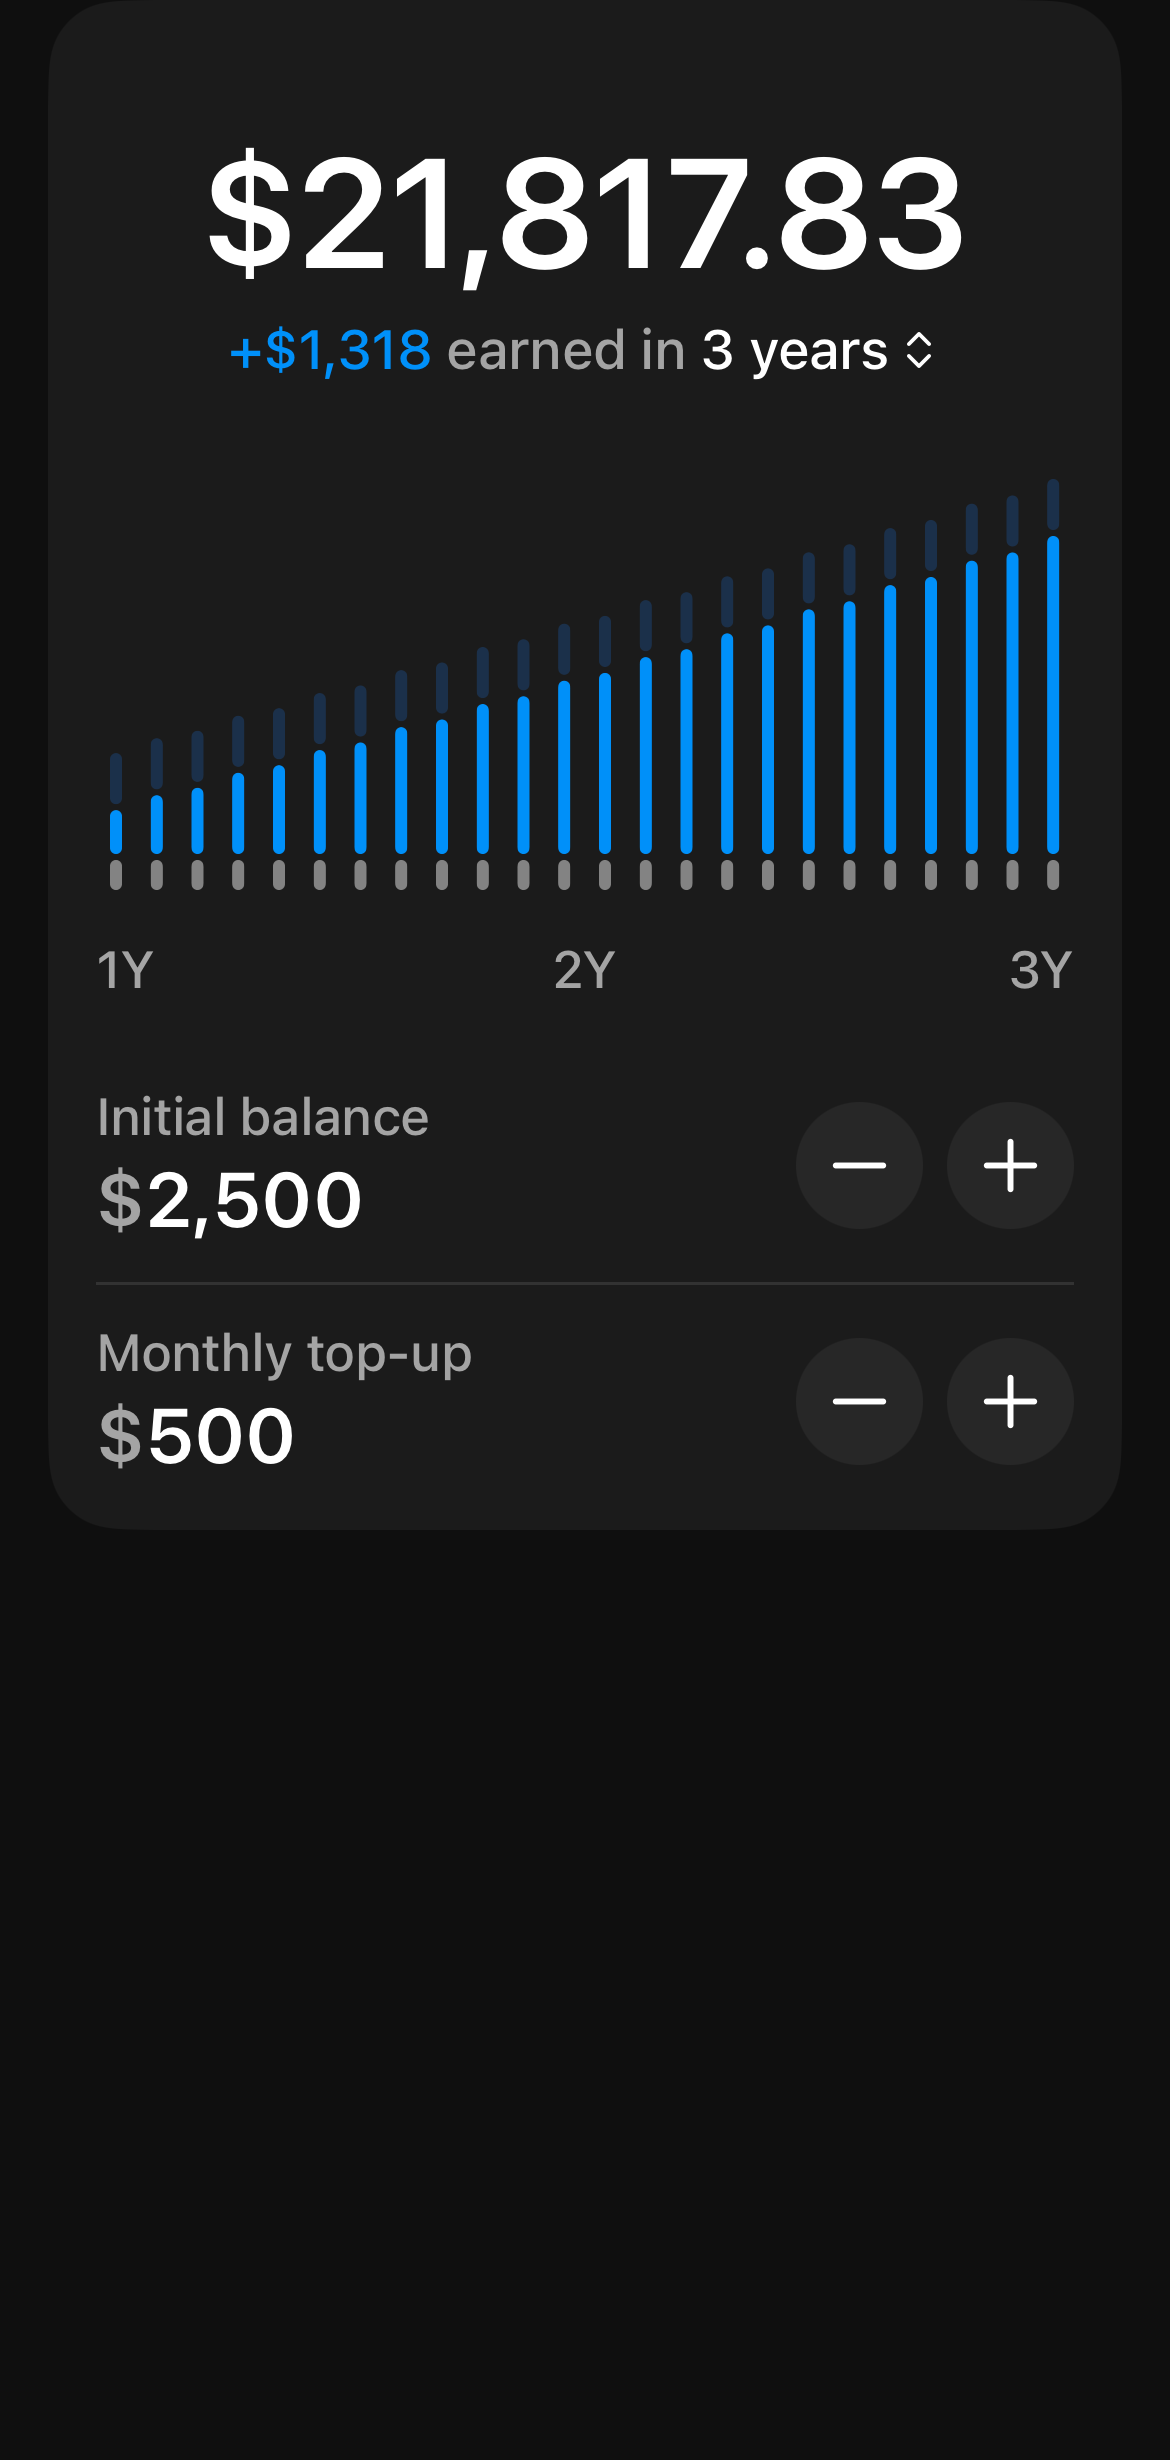 $21,817.83
+$1,318 earned in 3 years
1Y 2Y 3Y
Initial balance
$2,500
Monthly top-up
$500